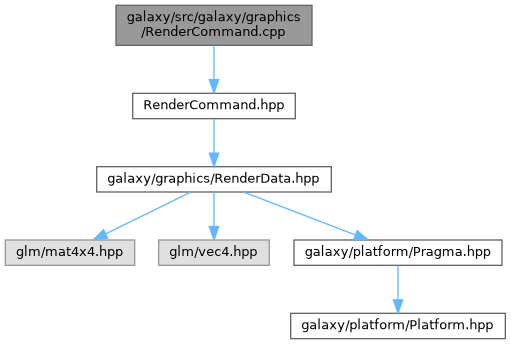 galaxy/src/galaxy/graphics
/RenderCommand.cpp
RenderCommand.hpp
galaxy/graphics/RenderData.hpp
glm/mat4x4.hpp
glm/vec4.hpp
galaxy/platform/Pragma.hpp
galaxy/platform/Platform.hpp